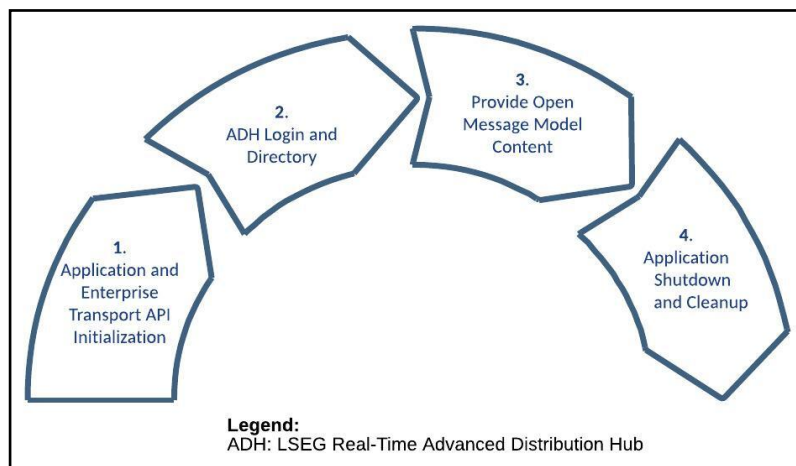 1.
Application and
Enterprise
Transport API
Initialization
2.
ADH Login and
Directory
3.
Provide Open
Message Model
Content
4.
Application
Shutdown
and Cleanup
Legend:
ADH: LSEG Real-Time Advanced Distribution Hub